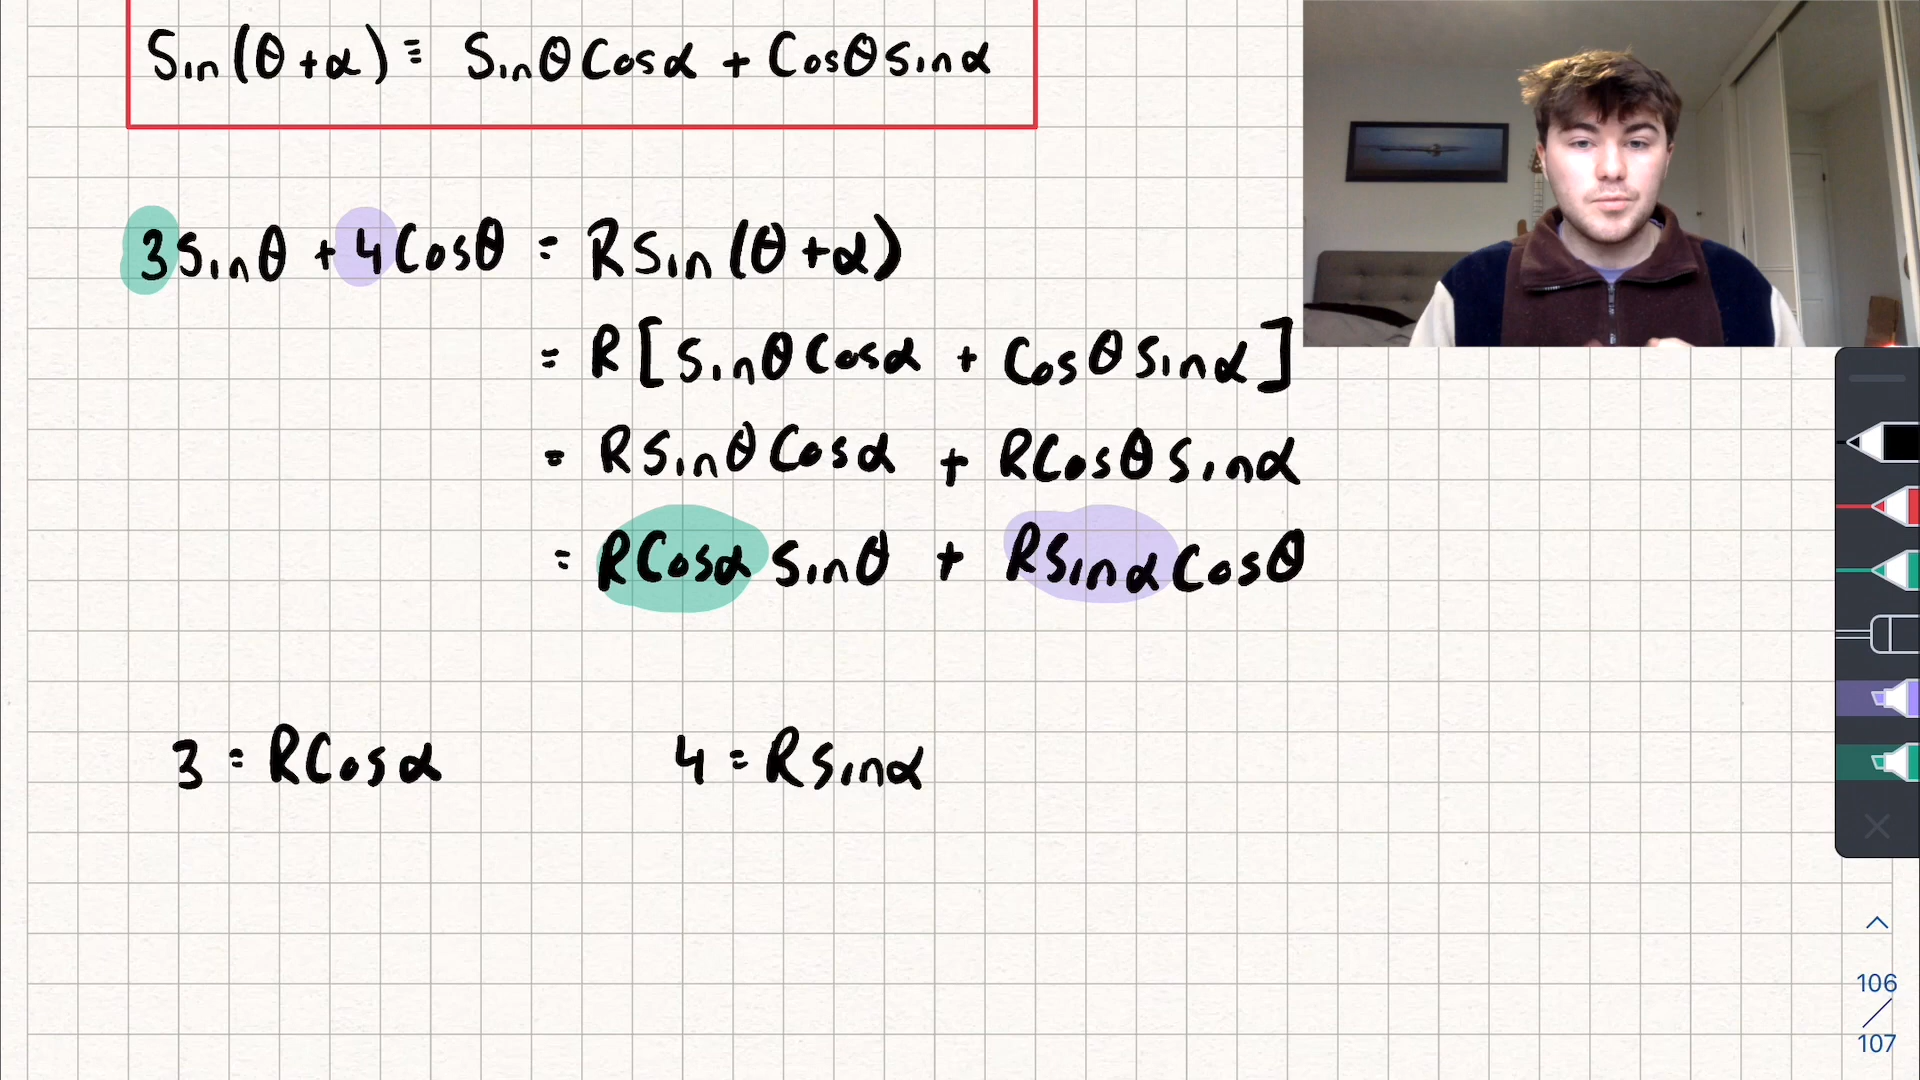 Sin(θ+α) ≡ SinθCosα + CosθSinα
3Sinθ + 4Cosθ = RSin(θ+α)
= R[SinθCosα + CosθSinα]
= RSinθCosα + RCosθSinα
= RCosαSinθ + RSinαCosθ
3 = RCosα 4 = RSinα
106
/
107